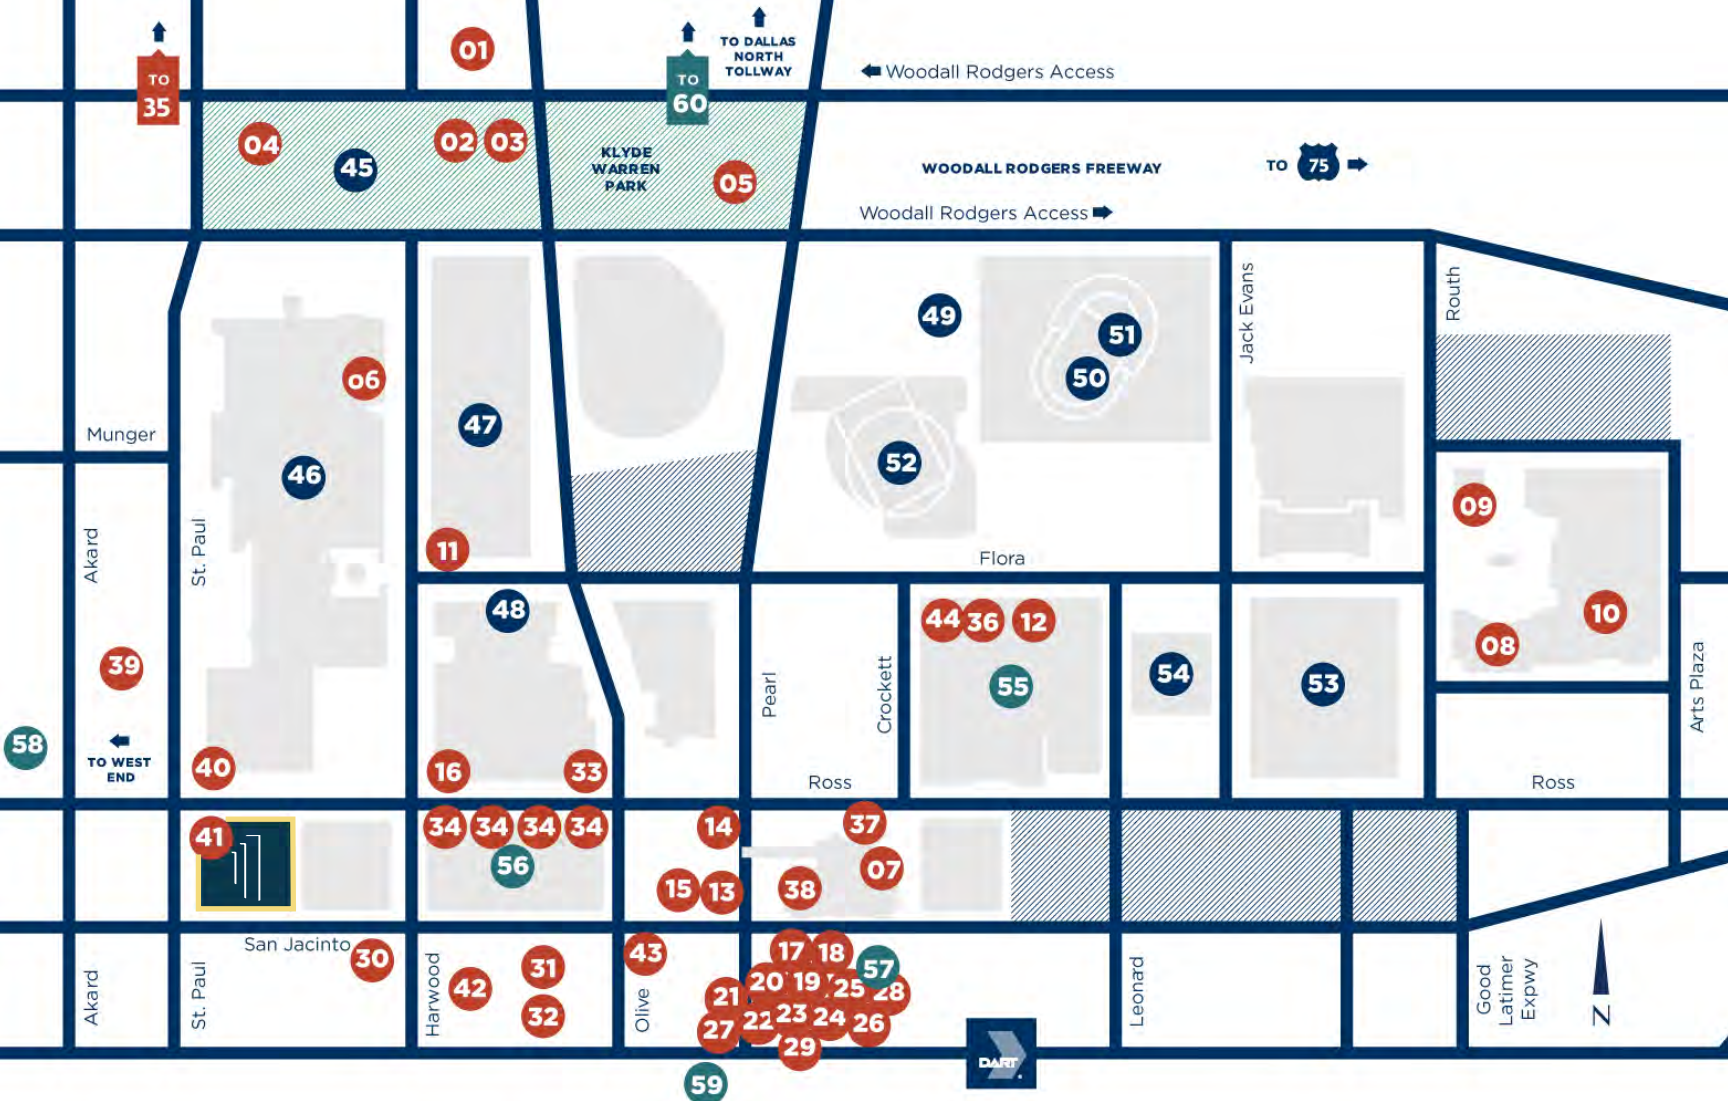 TO DALLAS
NORTH
TOLLWAY
01
TO
35
TO
60
Woodall Rodgers Access
04
45
02
03
KLYDE
WARREN
PARK
05
WOODALL RODGERS FREEWAY
TO 75
Woodall Rodgers Access
49
51
50
Jack Evans
Routh
o6
47
46
52
Munger
09
11
Akard
St. Paul
Flora
48
44
36
12
10
08
39
Pearl
Crockett
55
54
53
Arts Plaza
58
TO WEST
END
40
16
33
Ross
Ross
41
34
34
34
34
56
14
37
07
15
13
38
San Jacinto
30
42
31
32
43
17
18
57
20
19
25
28
21
22
23
24
26
27
29
Akard
St. Paul
Harwood
Olive
Leonard
Good
Latimer
Expwy
N
DART
59